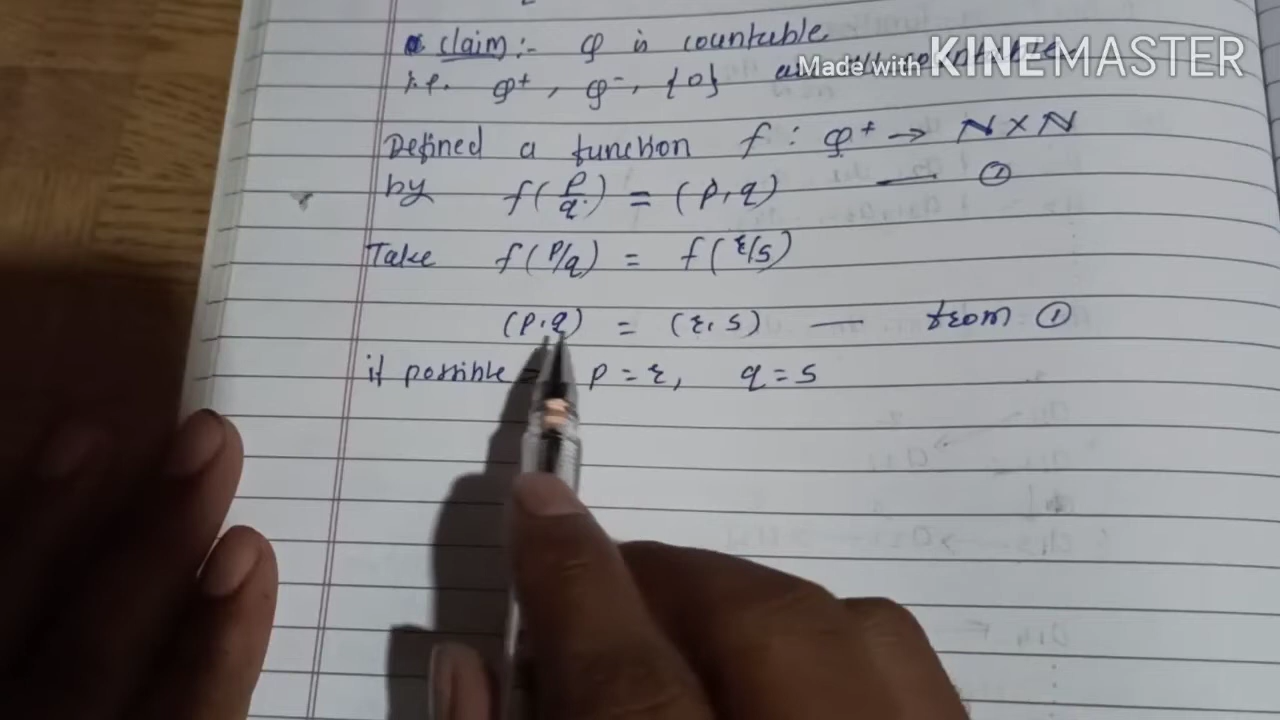 claim:- Q is countable
i.e. Q+, Q-, {0}
Made with KINEMASTER
Defined a function f : Q+ → N × N
by f(p/q) = (p, q) — ①
Take f(p/q) = f(r/s)
(p, q) = (r, s) — from ①
if possible p = r, q = s